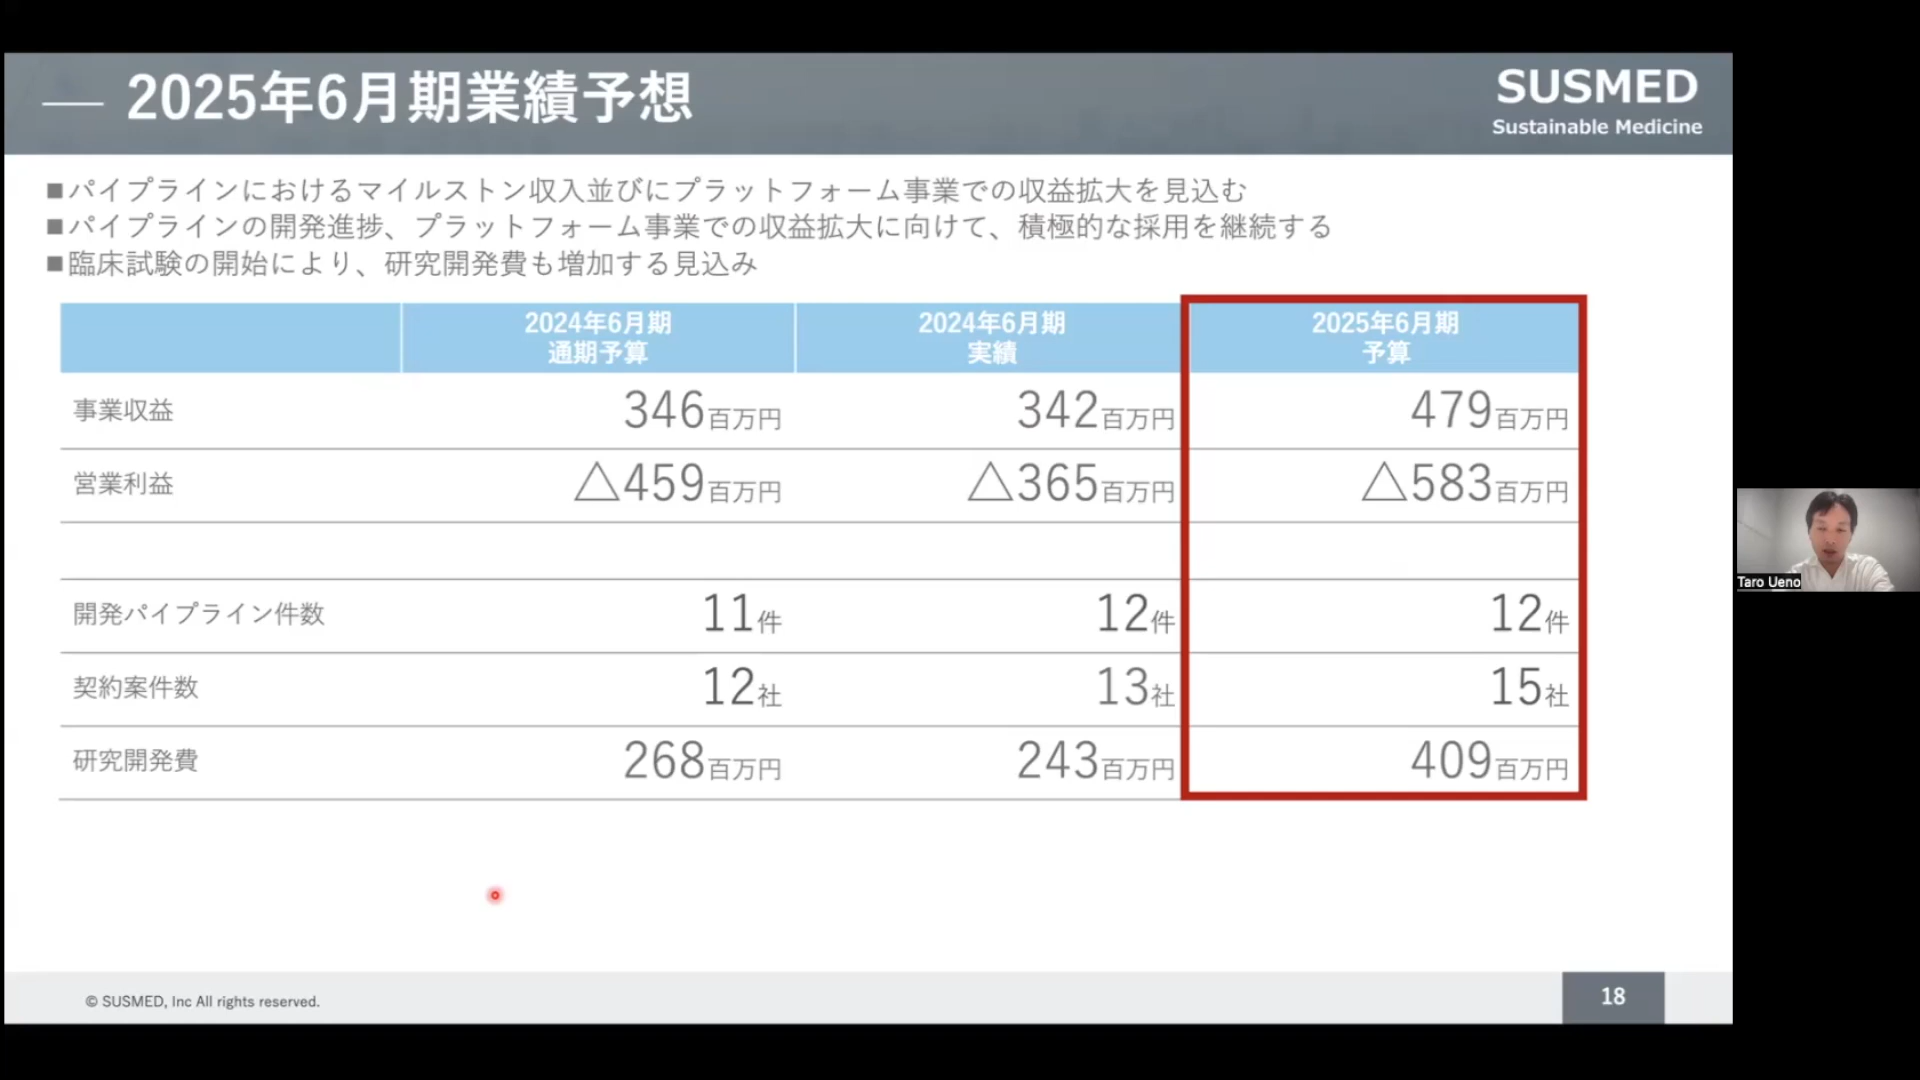 2025年6月期業績予想
SUSMED
Sustainable Medicine
■パイプラインにおけるマイルストン収入並びにプラットフォーム事業での収益拡大を見込む
■パイプラインの開発進捗、プラットフォーム事業での収益拡大に向けて、積極的な採用を継続する
■臨床試験の開始により、研究開発費も増加する見込み
2024年6月期 2024年6月期 2025年6月期
通期予算 実績 予算
事業収益 346百万円 342百万円 479百万円
営業利益 △459百万円 △365百万円 △583百万円
開発パイプライン件数 11件 12件 12件
契約案件数 12社 13社 15社
研究開発費 268百万円 243百万円 409百万円
Taro Ueno
© SUSMED, Inc All rights reserved.
18